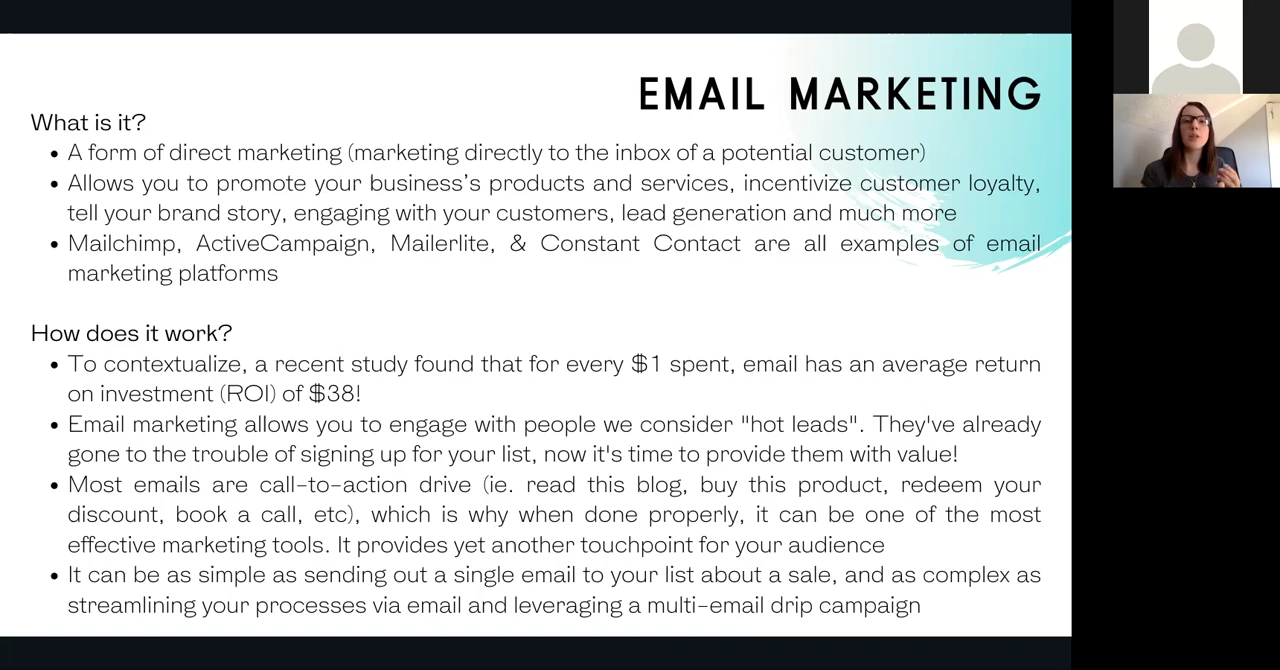 EMAIL MARKETING
What is it?
A form of direct marketing (marketing directly to the inbox of a potential customer)
Allows you to promote your business's products and services, incentivize customer loyalty,
tell your brand story, engaging with your customers, lead generation and much more
Mailchimp, ActiveCampaign, Mailerlite, & Constant Contact are all examples of email
marketing platforms
How does it work?
To contextualize, a recent study found that for every $1 spent, email has an average return
on investment (ROI) of $38!
Email marketing allows you to engage with people we consider "hot leads". They've already
gone to the trouble of signing up for your list, now it's time to provide them with value!
Most emails are call-to-action drive (ie. read this blog, buy this product, redeem your
discount, book a call, etc), which is why when done properly, it can be one of the most
effective marketing tools. It provides yet another touchpoint for your audience
It can be as simple as sending out a single email to your list about a sale, and as complex as
streamlining your processes via email and leveraging a multi-email drip campaign